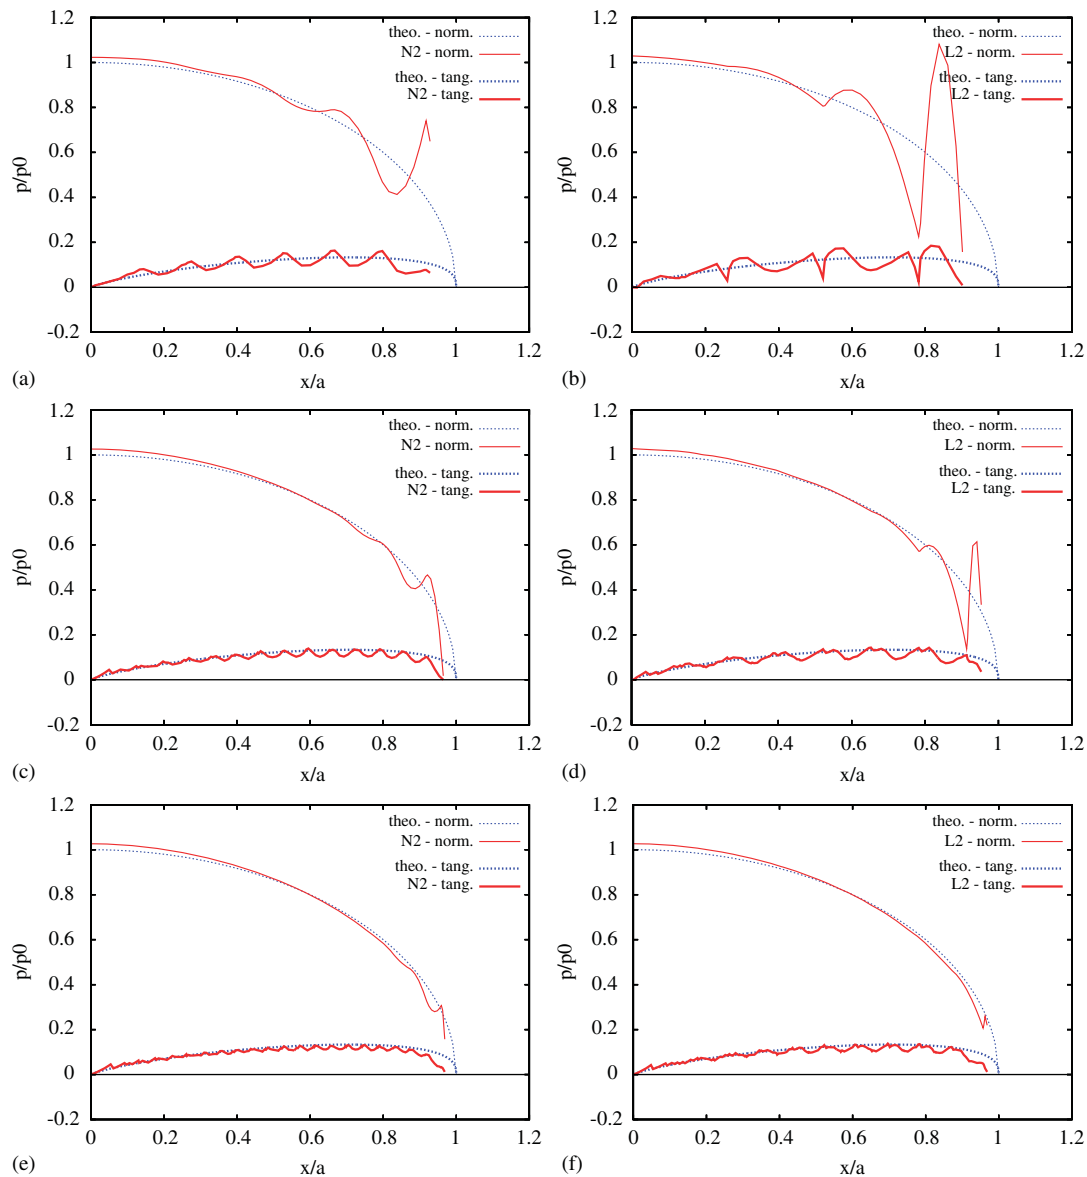 1.2
1
0.8
0.6
0.4
0.2
0
-0.2
p/p0
theo. - norm.
N2 - norm.
theo. - tang.
N2 - tang.
0 0.2 0.4 0.6 0.8 1 1.2
(a)
x/a
1.2
1
0.8
0.6
0.4
0.2
0
-0.2
p/p0
theo. - norm.
L2 - norm.
theo. - tang.
L2 - tang.
0 0.2 0.4 0.6 0.8 1 1.2
(b)
x/a
1.2
1
0.8
0.6
0.4
0.2
0
-0.2
p/p0
theo. - norm.
N2 - norm.
theo. - tang.
N2 - tang.
0 0.2 0.4 0.6 0.8 1 1.2
(c)
x/a
1.2
1
0.8
0.6
0.4
0.2
0
-0.2
p/p0
theo. - norm.
L2 - norm.
theo. - tang.
L2 - tang.
0 0.2 0.4 0.6 0.8 1 1.2
(d)
x/a
1.2
1
0.8
0.6
0.4
0.2
0
-0.2
p/p0
theo. - norm.
N2 - norm.
theo. - tang.
N2 - tang.
0 0.2 0.4 0.6 0.8 1 1.2
(e)
x/a
1.2
1
0.8
0.6
0.4
0.2
0
-0.2
p/p0
theo. - norm.
L2 - norm.
theo. - tang.
L2 - tang.
0 0.2 0.4 0.6 0.8 1 1.2
(f)
x/a